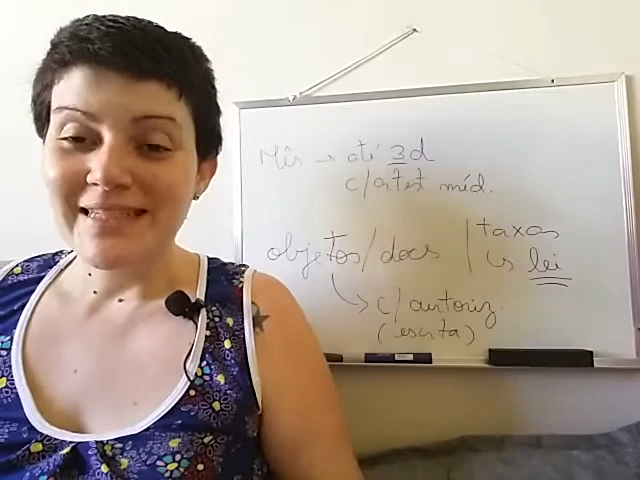 Mês → até 3d
c/ atest méd.
objetos/docs | taxas
↳ lei
↳ c/ autoriz.
(escrita)